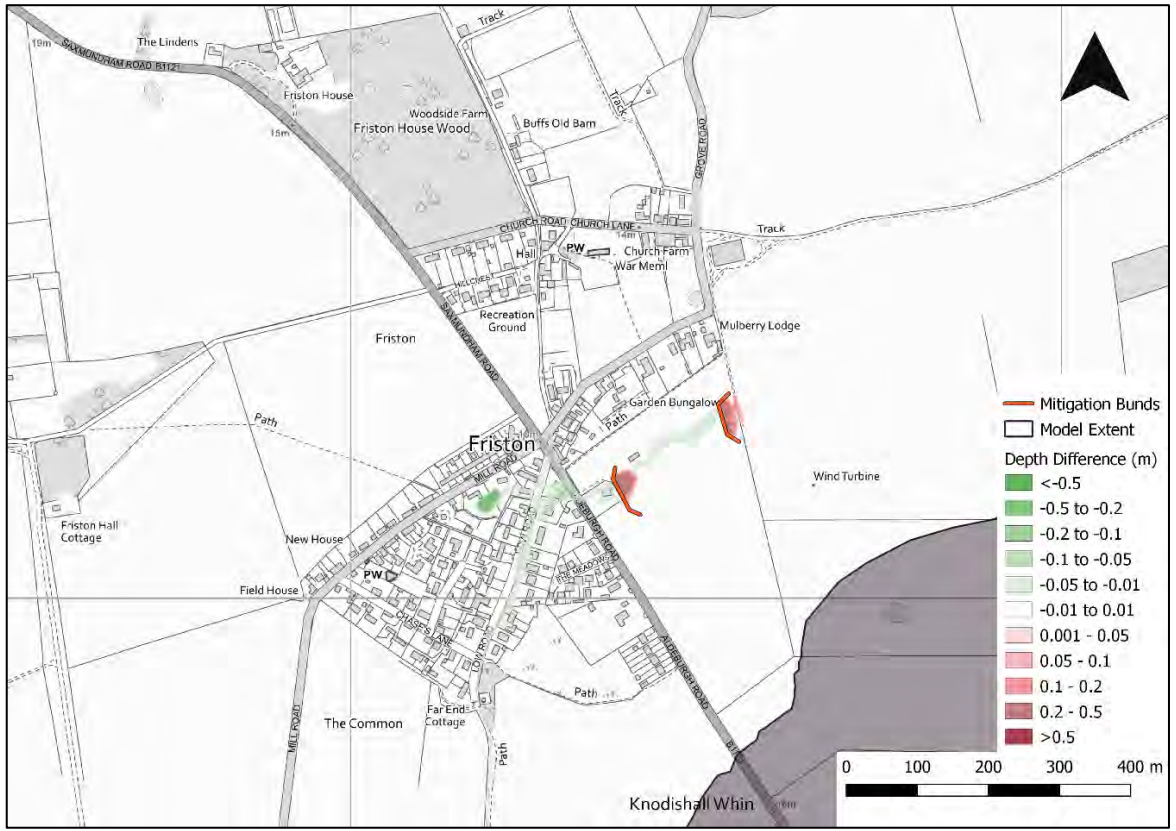 Track
The Lindens
19m
SAXMUNDHAM ROAD B1121
Friston House
15m
Woodside Farm
Friston House Wood
Buffs Old Barn
Track
GROVE ROAD
CHURCH ROAD
CHURCH LANE
14m
Track
PW
Hall
Church Farm
War Meml
HILLCREST
Recreation
Ground
SAXMUNDHAM ROAD
Friston
Mulberry Lodge
Garden Bungalow
Path
Path
Friston
MILL ROAD
Wind Turbine
Friston Hall
Cottage
New House
THE MEADOWS
PW
Field House
CHASE'S LANE
LOW ROAD
ALDEBURGH ROAD
Path
The Common
Far End
Cottage
MILL ROAD
Path
Knodishall Whin
16m
Mitigation Bunds
Model Extent
Depth Difference (m)
<-0.5
-0.5 to -0.2
-0.2 to -0.1
-0.1 to -0.05
-0.05 to -0.01
-0.01 to 0.01
0.001 - 0.05
0.05 - 0.1
0.1 - 0.2
0.2 - 0.5
>0.5
0 100 200 300 400 m